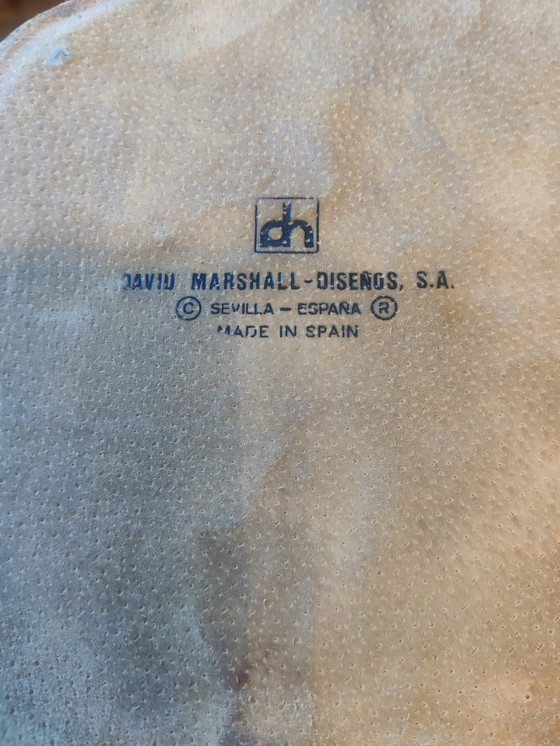 dh
DAVID MARSHALL-DISEÑOS, S.A.
© SEVILLA - ESPAÑA ®
MADE IN SPAIN